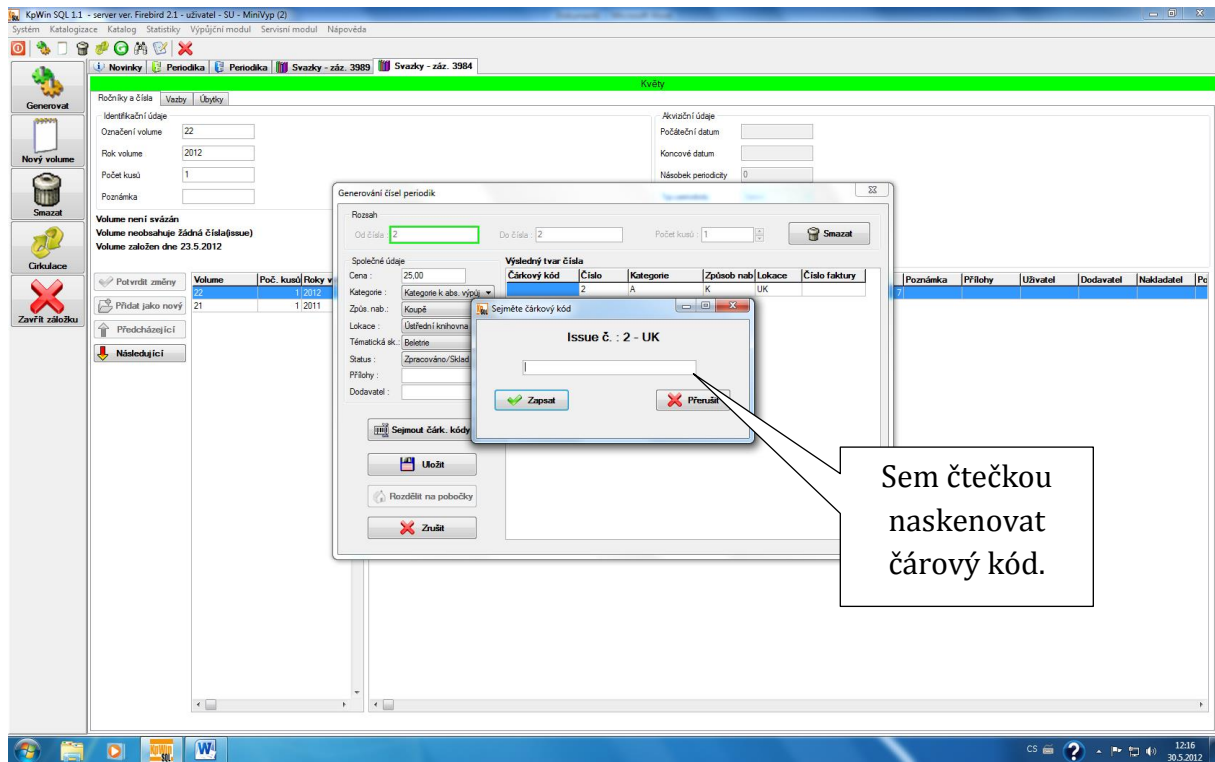 KpWin SQL 1.1 - server ver. Firebird 2.1 - uživatel - SU - MiniVyp (2)
Systém Katalogizace Katalog Statistiky Výpůjční modul Servisní modul Nápověda
Novinky Periodika Periodika Svazky - záz. 3989 Svazky - záz. 3984
Květy
Generovat
Nový volume
Smazat
Cirkulace
Zavřít záložku
Ročníky a čísla Vazby Úbytky
Identifikační údaje
Označení volume 22
Rok volume 2012
Počet kusů 1
Poznámka
Akviziční údaje
Počáteční datum
Koncové datum
Násobek periodicity 0
Volume není svázán
Volume neobsahuje žádná čísla(issue)
Volume založen dne 23.5.2012
Potvrdit změny
Přidat jako nový
Předcházející
Následující
Volume Poč. kusů Roky v
22 1 2012
21 1 2011
Generování čísel periodik
Rozsah
Od čísla : 2 Do čísla : 2 Počet kusů : 1 Smazat
Společné údaje
Cena : 25,00
Kategorie : Kategorie k abs. výpůj
Způs. nab.: Koupě
Lokace : Ústřední knihovna
Tématická sk.: Beletrie
Status : Zpracováno/Sklad
Přílohy :
Dodavatel :
Výsledný tvar čísla
Čárkový kód Číslo Kategorie Způsob nab Lokace Číslo faktury
2 A K UK
Sejmout čárk. kódy
Uložit
Rozdělit na pobočky
Zrušit
Sejměte čárkový kód
Issue č. : 2 - UK
Zapsat Přerušit
Poznámka Přílohy Uživatel Dodavatel Nakladatel
7
Sem čtečkou
naskenovat
čárový kód.
CS 12:16
30.5.2012